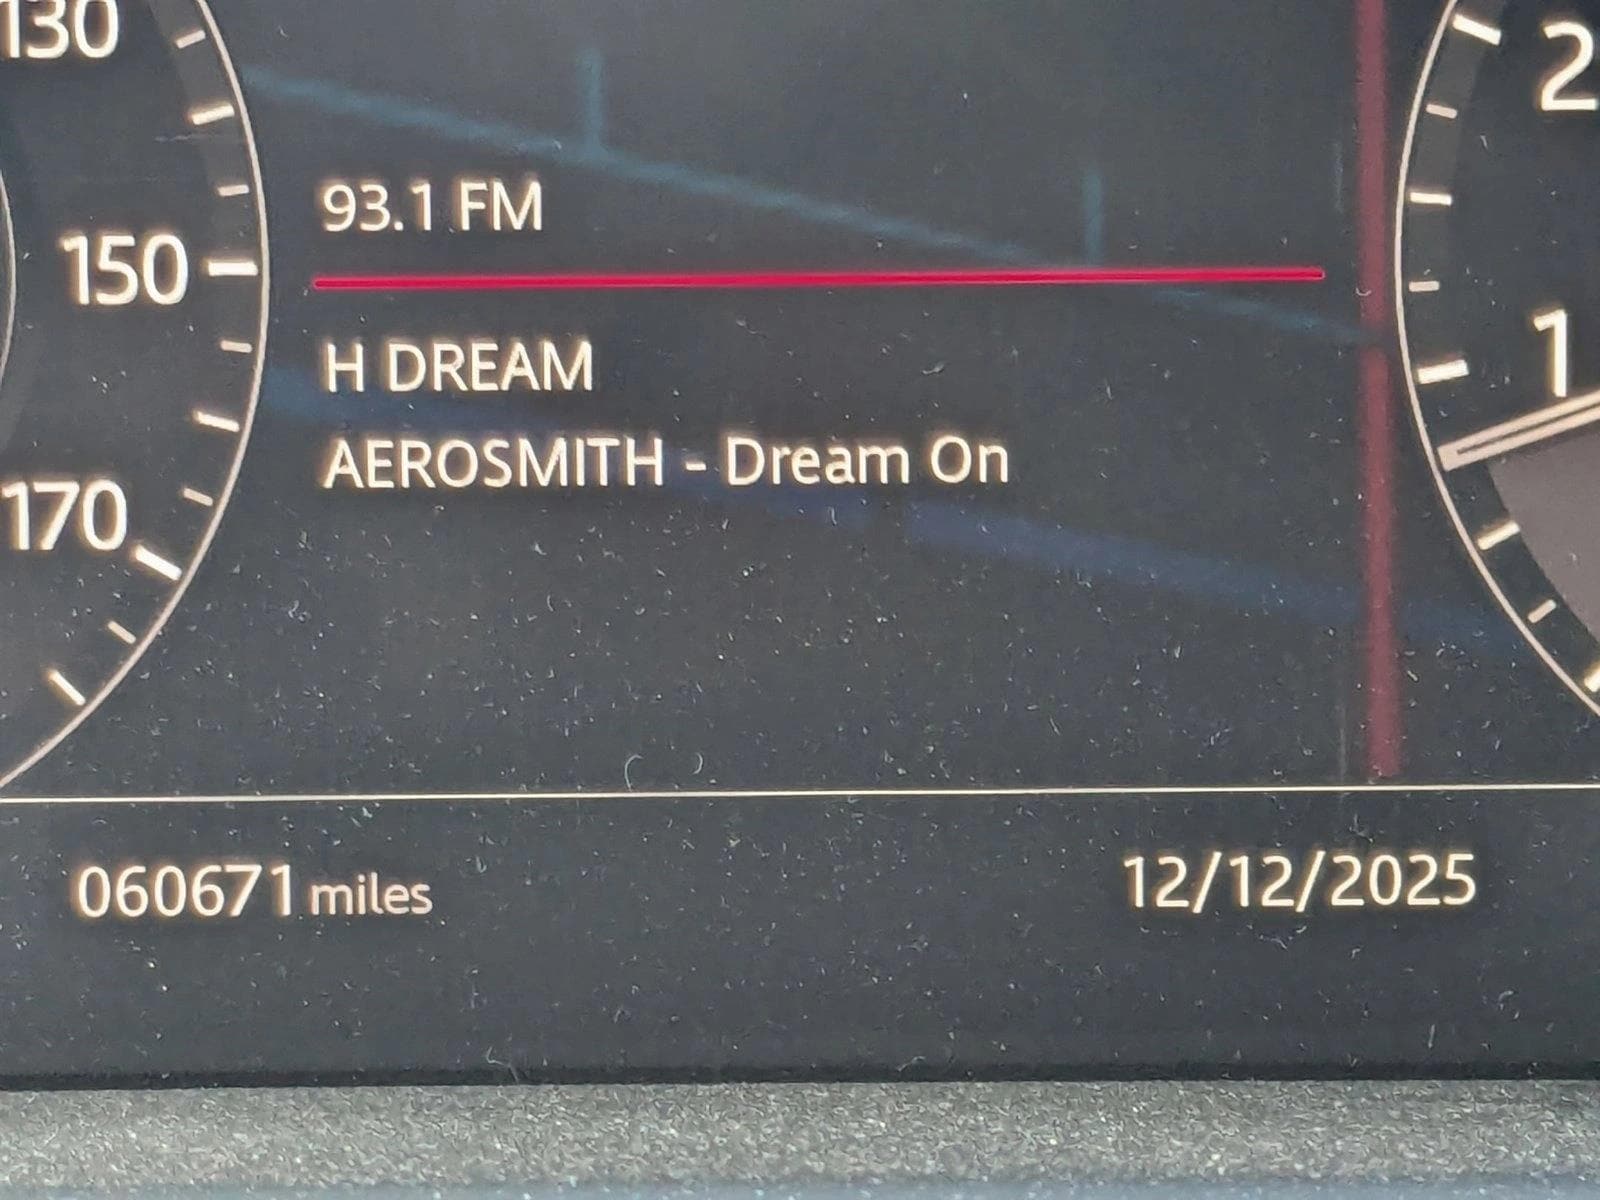 130
150
170
93.1 FM
H DREAM
AEROSMITH - Dream On
2
1
060671 miles
12/12/2025